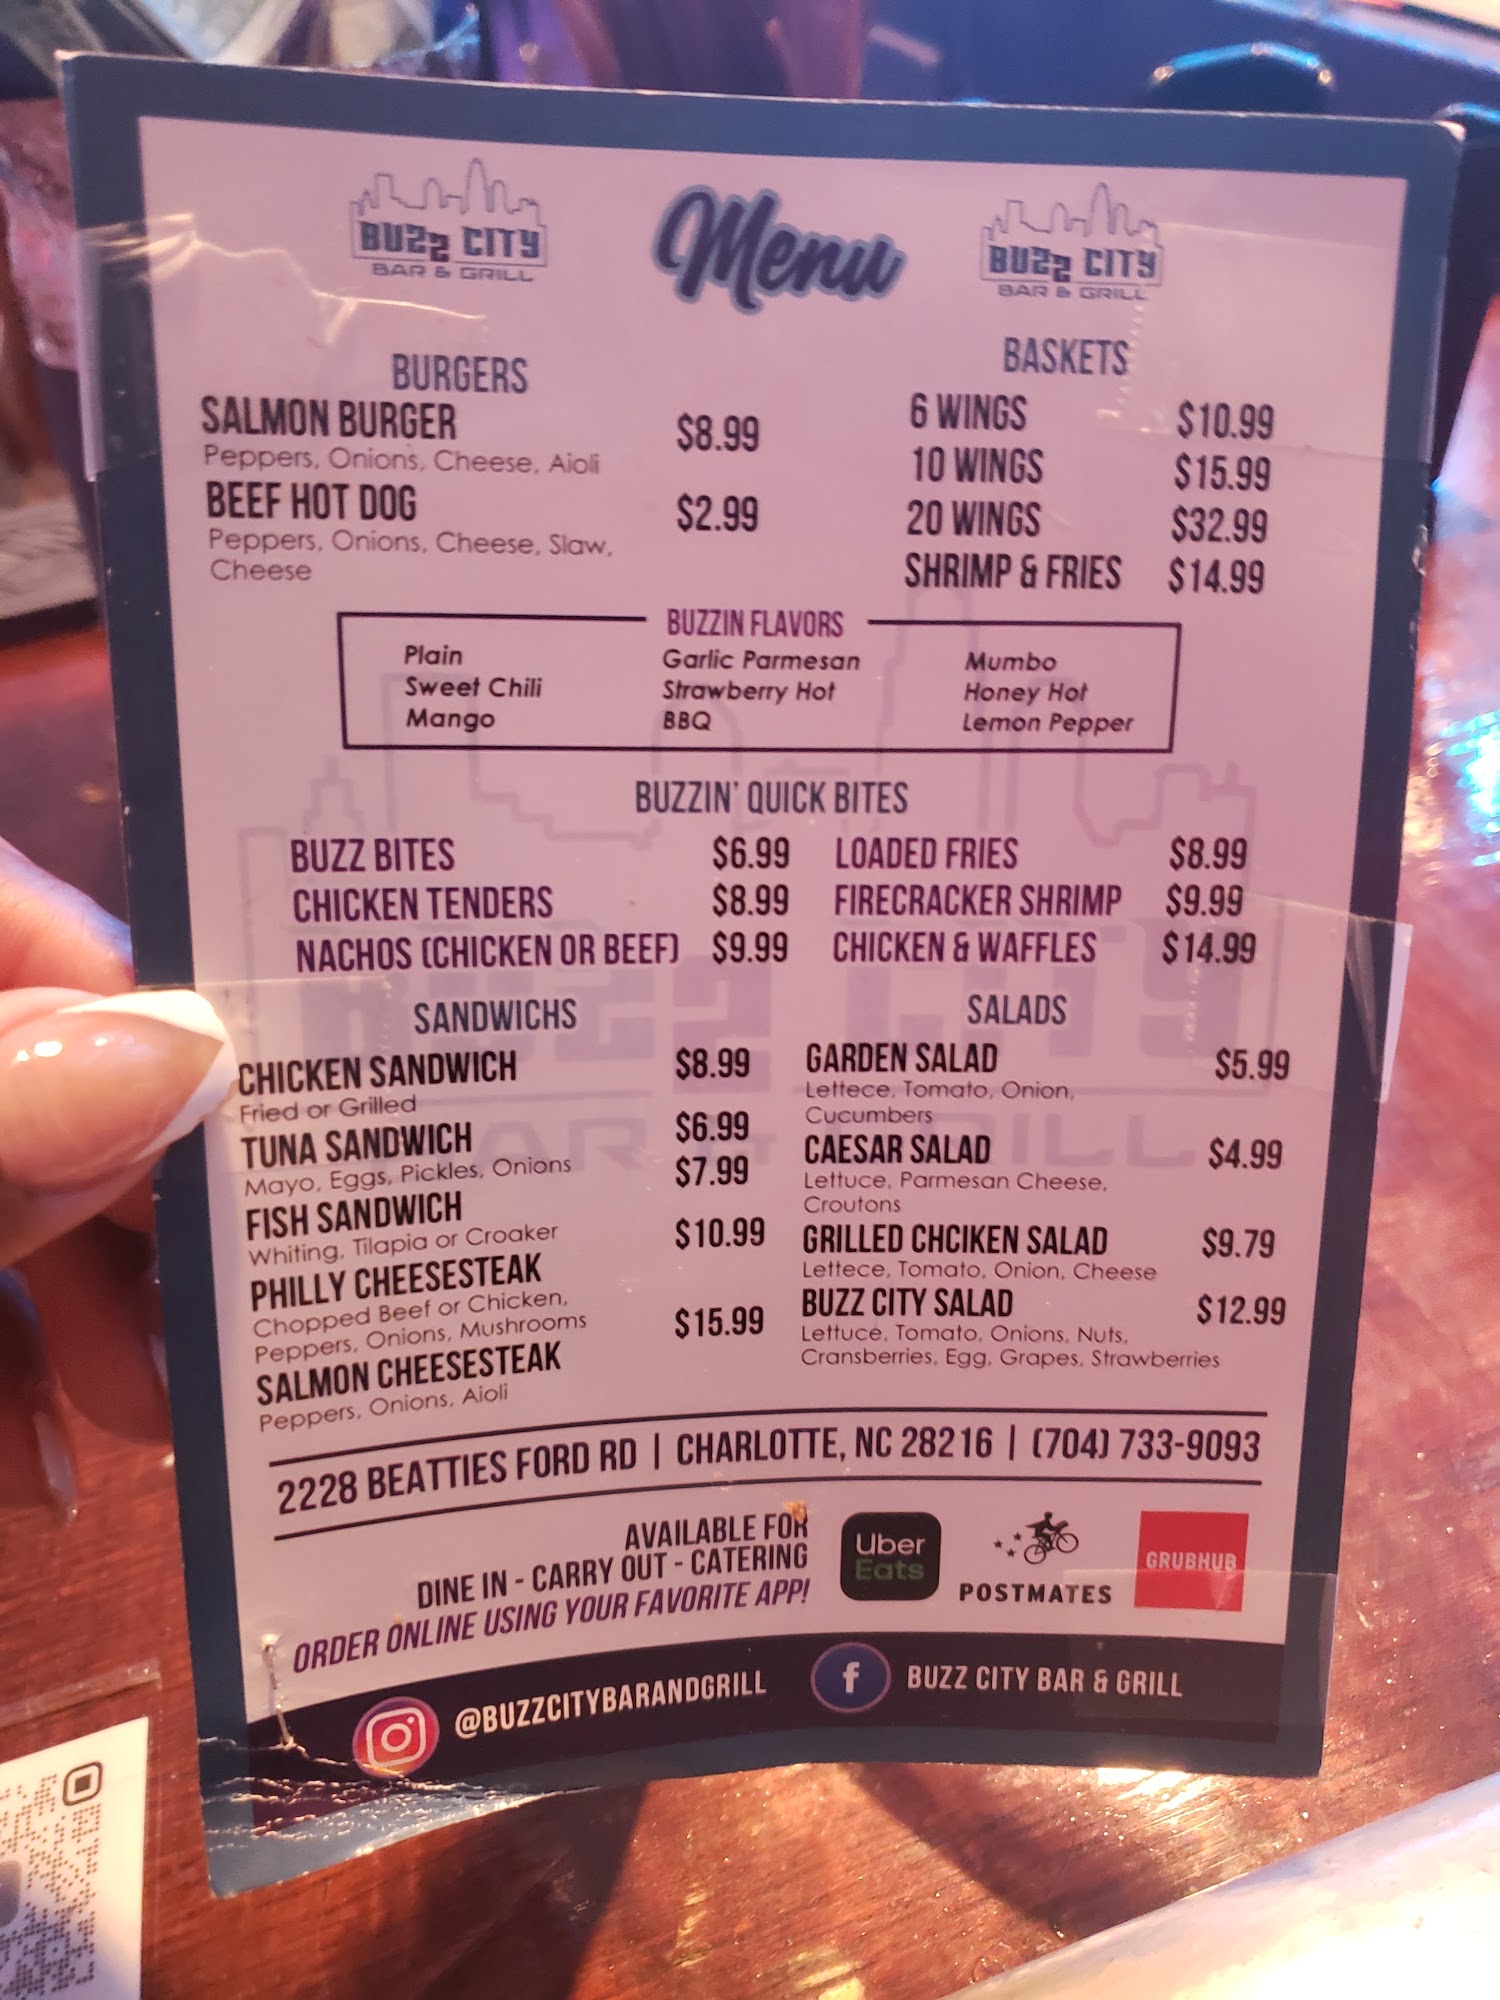 BUZZ CITY
BAR & GRILL
Menu
BUZZ CITY
BAR & GRILL
BURGERS
SALMON BURGER $8.99
Peppers, Onions, Cheese, Aioli
BEEF HOT DOG $2.99
Peppers, Onions, Cheese, Slaw,
Cheese
BASKETS
6 WINGS $10.99
10 WINGS $15.99
20 WINGS $32.99
SHRIMP & FRIES $14.99
BUZZIN FLAVORS
Plain Garlic Parmesan Mumbo
Sweet Chili Strawberry Hot Honey Hot
Mango BBQ Lemon Pepper
BUZZIN' QUICK BITES
BUZZ BITES $6.99 LOADED FRIES $8.99
CHICKEN TENDERS $8.99 FIRECRACKER SHRIMP $9.99
NACHOS (CHICKEN OR BEEF) $9.99 CHICKEN & WAFFLES $14.99
SANDWICHS
CHICKEN SANDWICH $8.99
Fried or Grilled
TUNA SANDWICH $6.99
Mayo, Eggs, Pickles, Onions $7.99
FISH SANDWICH
Whiting, Tilapia or Croaker $10.99
PHILLY CHEESESTEAK
Chopped Beef or Chicken,
Peppers, Onions, Mushrooms $15.99
SALMON CHEESESTEAK
Peppers, Onions, Aioli
SALADS
GARDEN SALAD $5.99
Lettece, Tomato, Onion,
Cucumbers
CAESAR SALAD $4.99
Lettuce, Parmesan Cheese,
Croutons
GRILLED CHCIKEN SALAD $9.79
Lettece, Tomato, Onion, Cheese
BUZZ CITY SALAD $12.99
Lettuce, Tomato, Onions, Nuts,
Cransberries, Egg, Grapes, Strawberries
BUZZ CITY
BAR & GRILL
2228 BEATTIES FORD RD | CHARLOTTE, NC 28216 | (704) 733-9093
AVAILABLE FOR
DINE IN - CARRY OUT - CATERING
ORDER ONLINE USING YOUR FAVORITE APP!
Uber
Eats
POSTMATES
GRUBHUB
@BUZZCITYBARANDGRILL
f BUZZ CITY BAR & GRILL